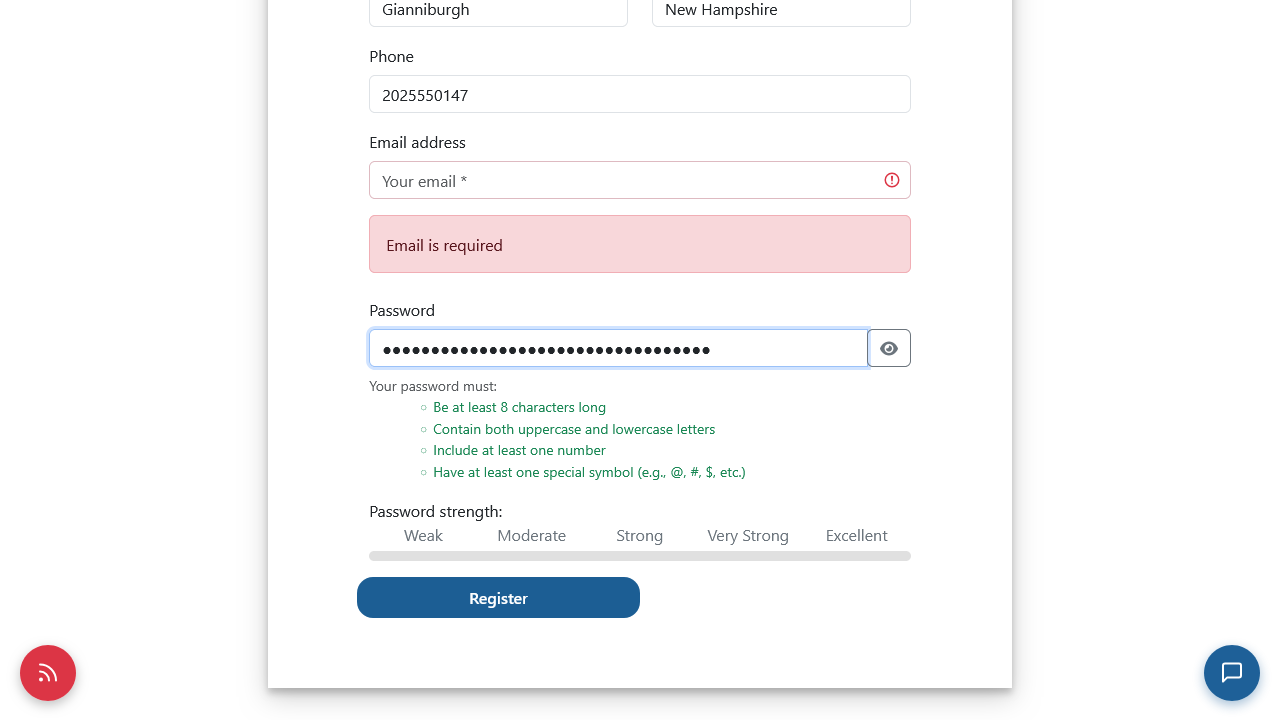 Gianniburgh New Hampshire
Phone
2025550147
Email address
Your email *
Email is required
Password
●●●●●●●●●●●●●●●●●●●●●●●●●●●●●●●●●●
Your password must:
Be at least 8 characters long
Contain both uppercase and lowercase letters
Include at least one number
Have at least one special symbol (e.g., @, #, $, etc.)
Password strength:
Weak Moderate Strong Very Strong Excellent
Register